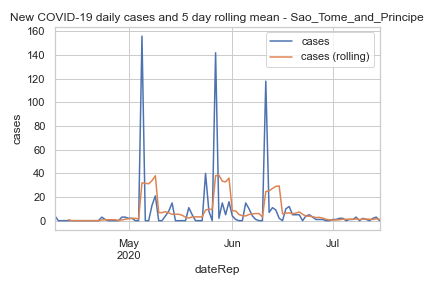 New COVID-19 daily cases and 5 day rolling mean - Sao_Tome_and_Principe
cases
cases (rolling)
160
140
120
100
80
60
40
20
0
cases
May
2020
Jun
Jul
dateRep